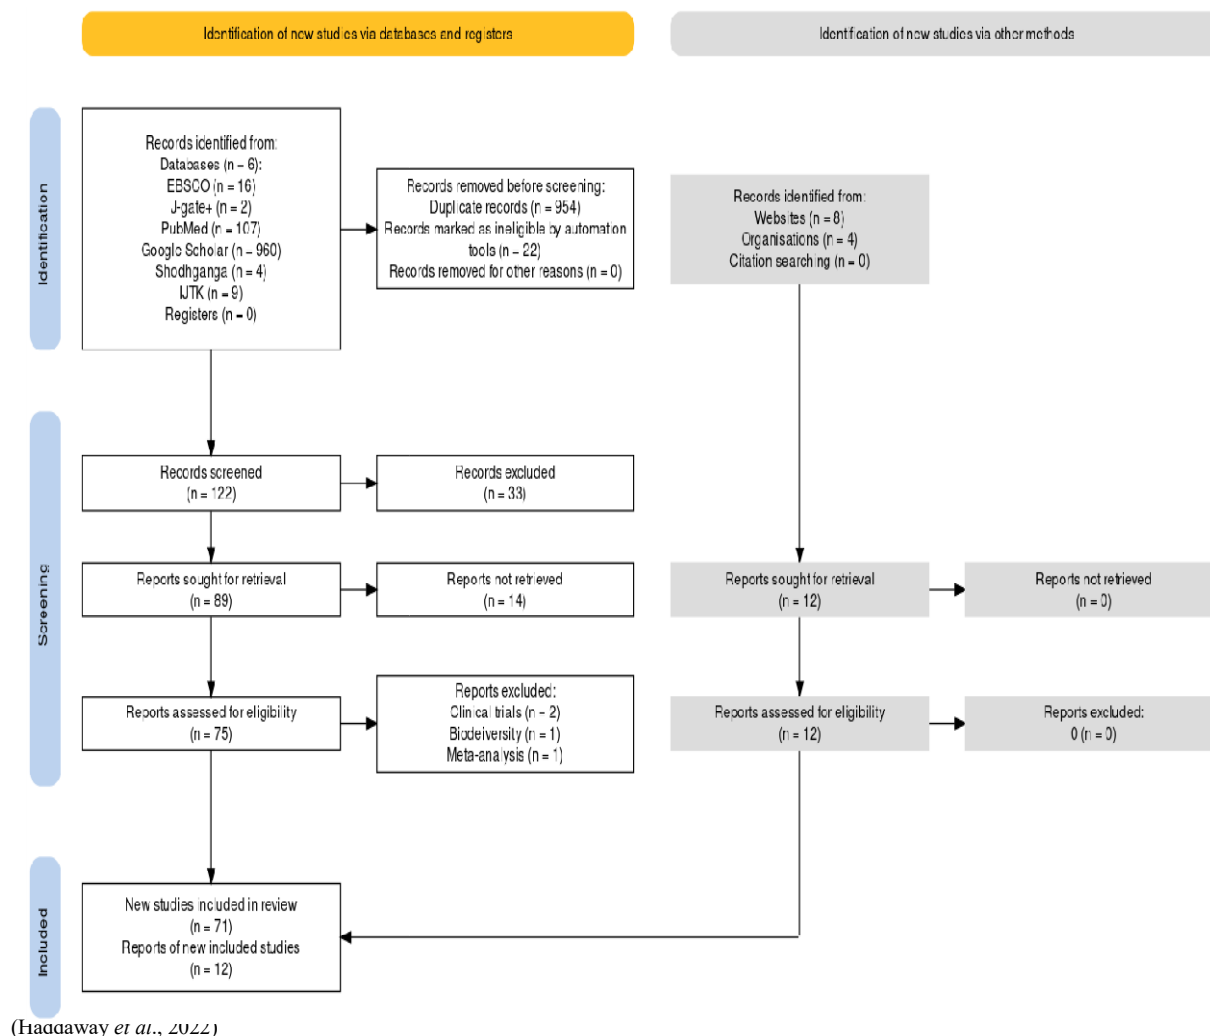 Identification of new studies via databases and registers
Identification of new studies via other methods
Identification
Records identified from:
Databases (n = 6):
EBSCO (n = 16)
J-gate+ (n = 2)
PubMed (n = 107)
Google Scholar (n = 960)
Shodhganga (n = 4)
IJTK (n = 9)
Registers (n = 0)
Records removed before screening:
Duplicate records (n = 954)
Records marked as ineligible by automation
tools (n = 22)
Records removed for other reasons (n = 0)
Records identified from:
Websites (n = 8)
Organisations (n = 4)
Citation searching (n = 0)
Screening
Records screened
(n = 122)
Records excluded
(n = 33)
Reports sought for retrieval
(n = 89)
Reports not retrieved
(n = 14)
Reports sought for retrieval
(n = 12)
Reports not retrieved
(n = 0)
Reports assessed for eligibility
(n = 75)
Reports excluded:
Clinical trials (n = 2)
Biodeiversity (n = 1)
Meta-analysis (n = 1)
Reports assessed for eligibility
(n = 12)
Reports excluded:
0 (n = 0)
Included
New studies included in review
(n = 71)
Reports of new included studies
(n = 12)
(Haddaway et al., 2022)